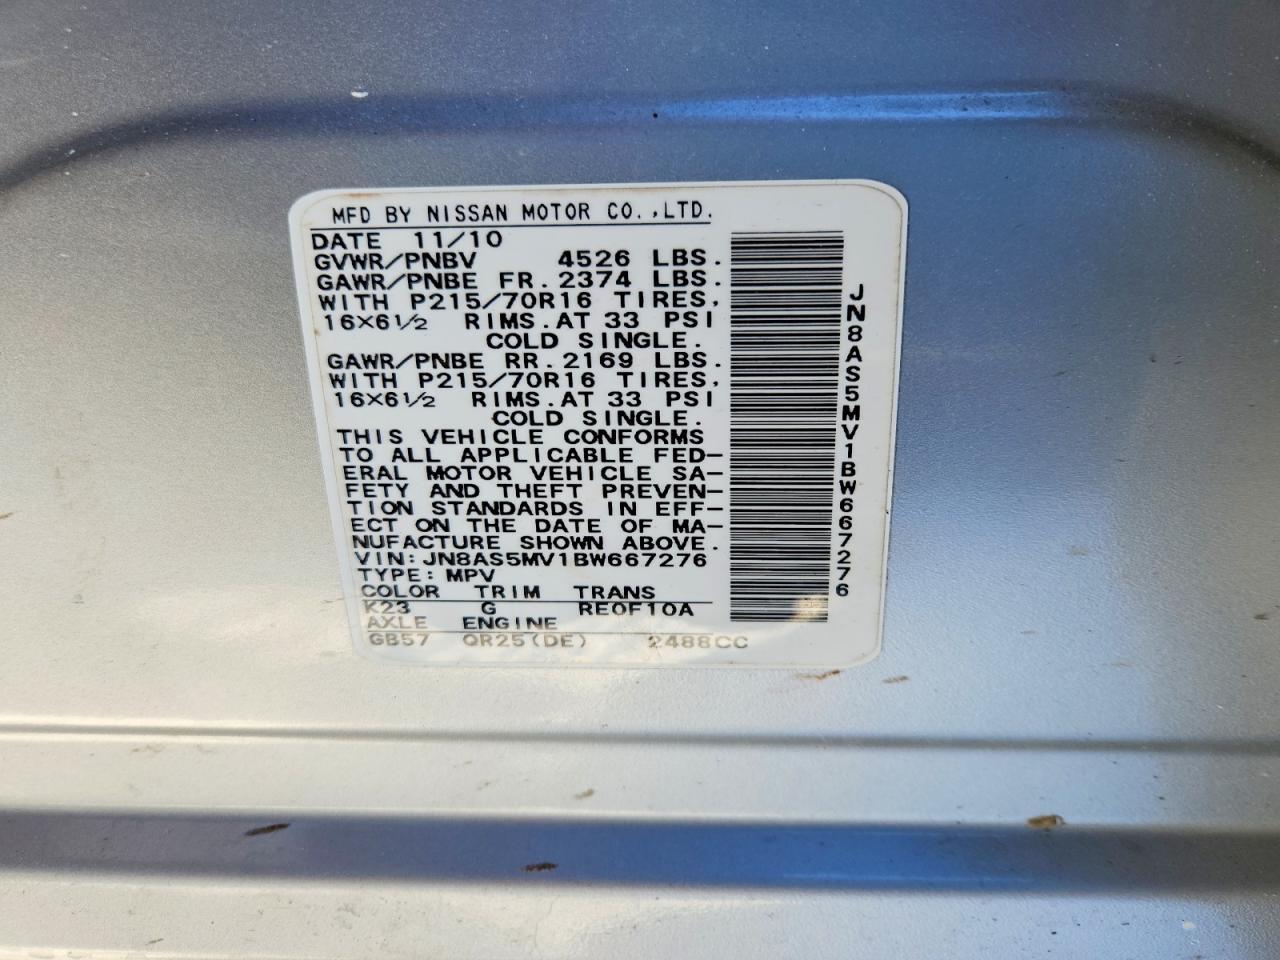 MFD BY NISSAN MOTOR CO.,LTD.
DATE 11/10
GVWR/PNBV 4526 LBS.
GAWR/PNBE FR. 2374 LBS.
WITH P215/70R16 TIRES,
16×6½ RIMS.AT 33 PSI
COLD SINGLE.
GAWR/PNBE RR. 2169 LBS.
WITH P215/70R16 TIRES,
16×6½ RIMS.AT 33 PSI
COLD SINGLE.
THIS VEHICLE CONFORMS
TO ALL APPLICABLE FED-
ERAL MOTOR VEHICLE SA-
FETY AND THEFT PREVEN-
TION STANDARDS IN EFF-
ECT ON THE DATE OF MA-
NUFACTURE SHOWN ABOVE.
VIN:JN8AS5MV1BW667276
TYPE: MPV
COLOR TRIM TRANS
K23 G RE0F10A
AXLE ENGINE
GB57 QR25(DE) 2488CC
JN8AS5MV1BW667276